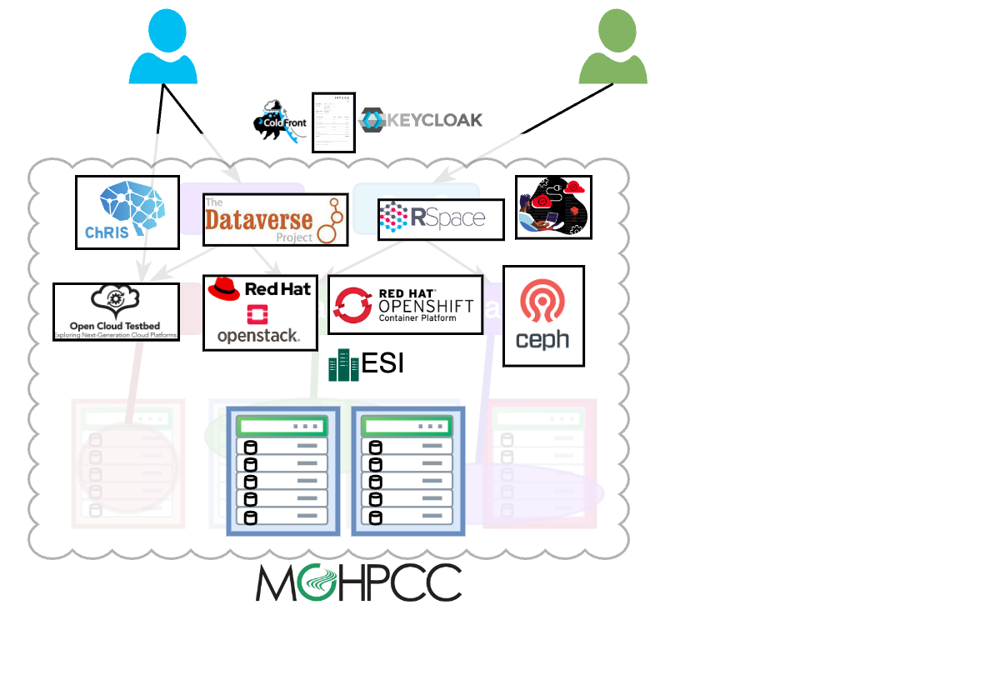 INVOICE
ColdFront
KEYCLOAK
ChRIS
The
Dataverse
Project
RSpace
Open Cloud Testbed
Exploring Next-Generation Cloud Platforms
Red Hat
openstack.
RED HAT®
OPENSHIFT
Container Platform
ceph
ESI
MGHPCC